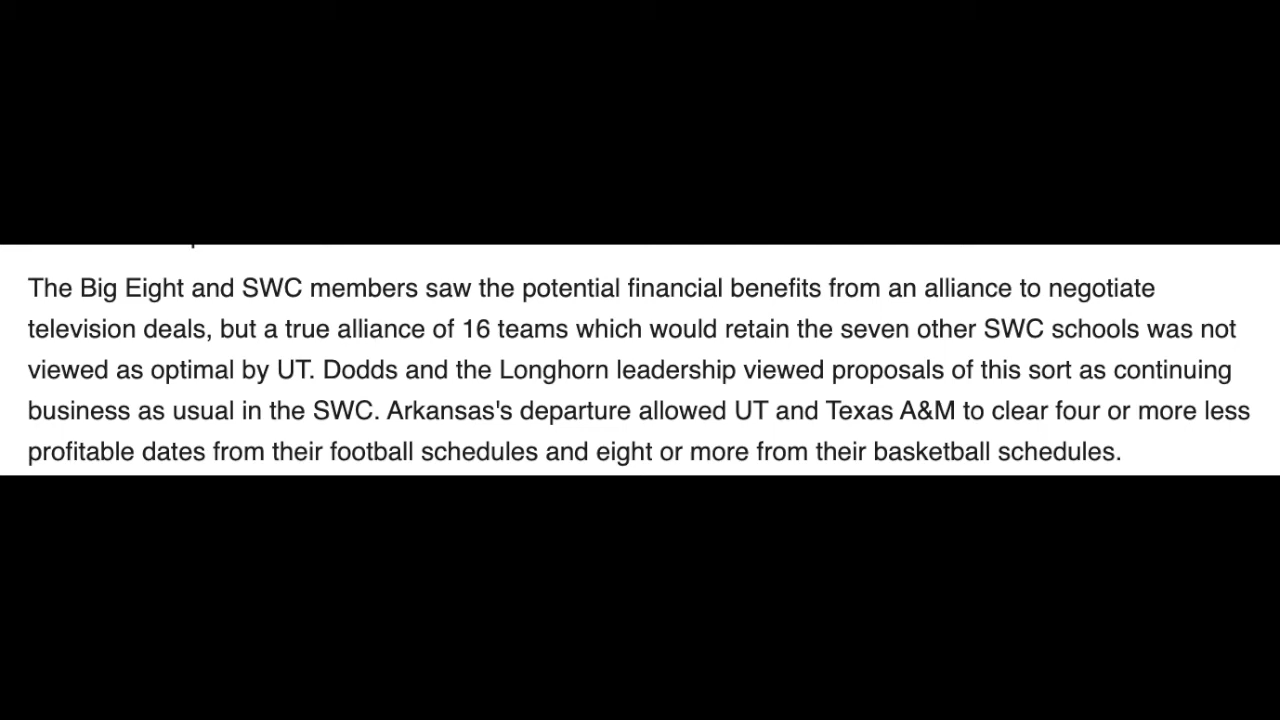 The Big Eight and SWC members saw the potential financial benefits from an alliance to negotiate
television deals, but a true alliance of 16 teams which would retain the seven other SWC schools was not
viewed as optimal by UT. Dodds and the Longhorn leadership viewed proposals of this sort as continuing
business as usual in the SWC. Arkansas's departure allowed UT and Texas A&M to clear four or more less
profitable dates from their football schedules and eight or more from their basketball schedules.